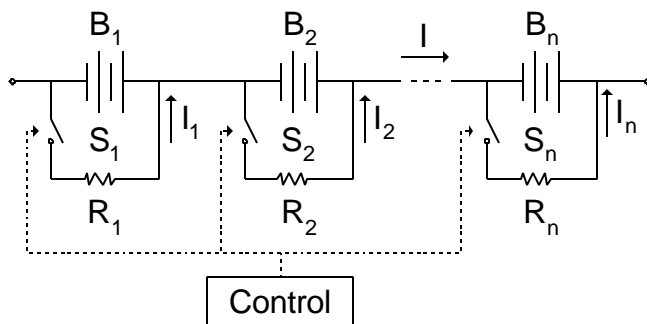 B1 B2 I Bn
I1 I2 In
S1 S2 Sn
R1 R2 Rn
Control